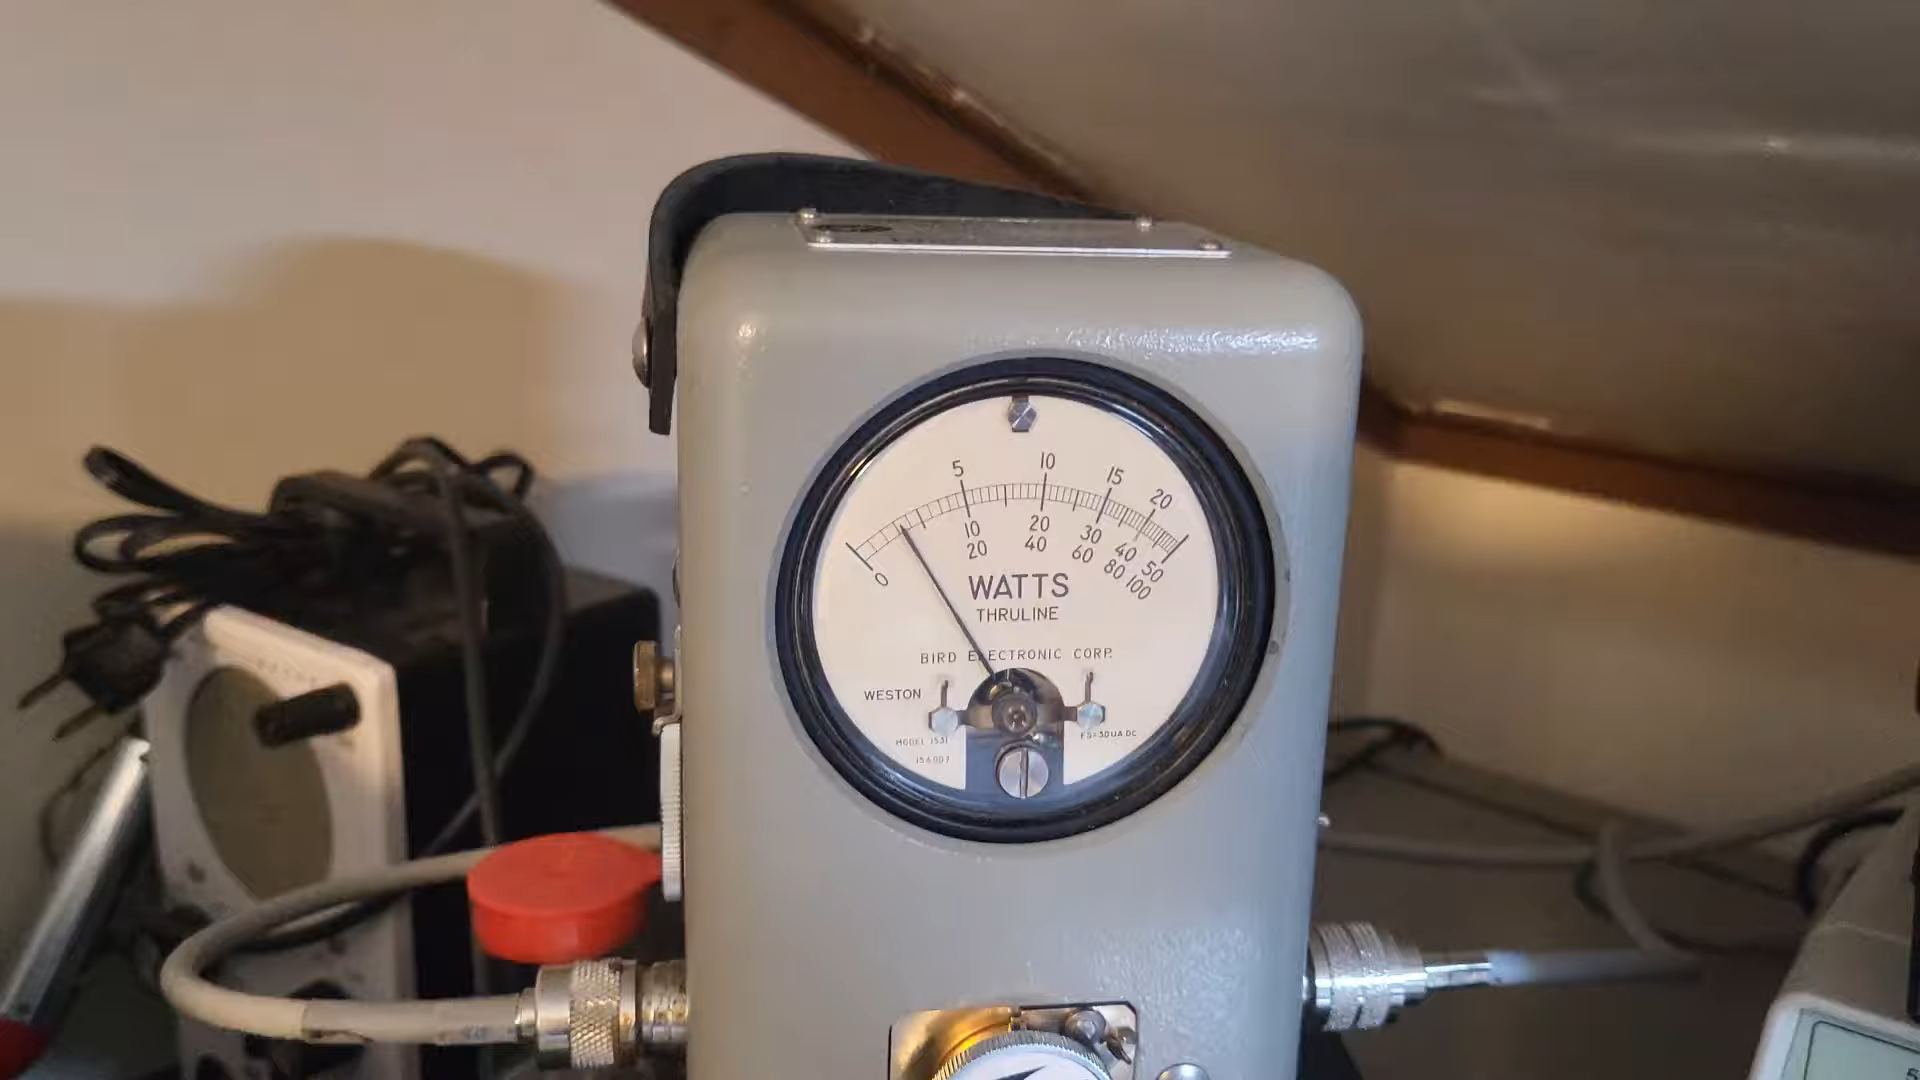 5 10 15 20
10 20 30 40 50
0 20 40 60 80 100
WATTS
THRULINE
BIRD ELECTRONIC CORP.
WESTON
MODEL 1531
FS=30UA DC
156007